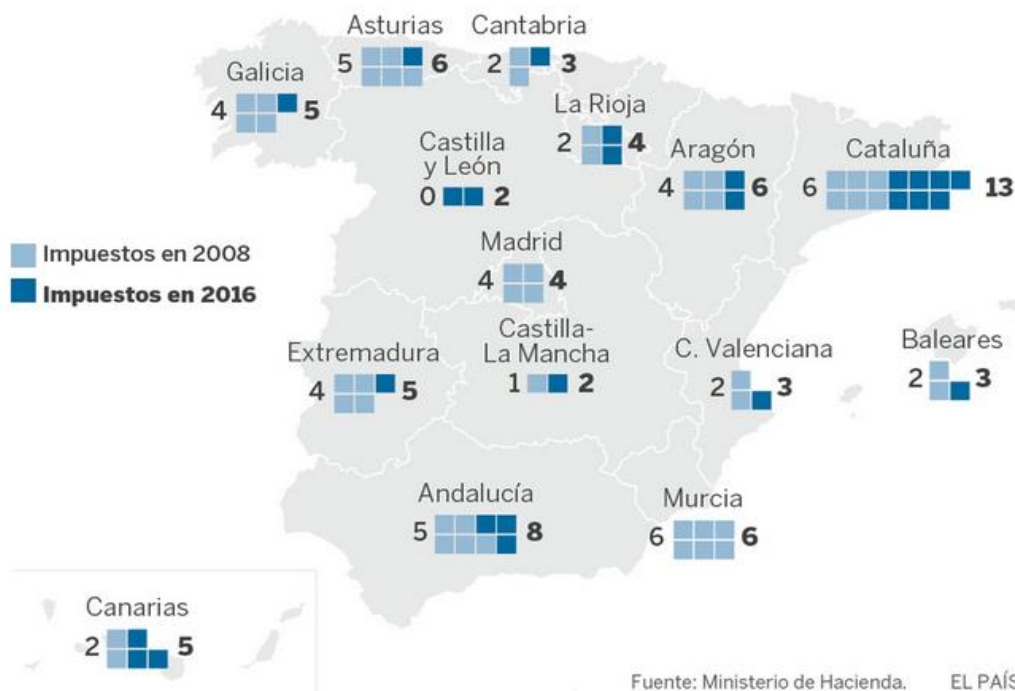 Asturias
5 6
Cantabria
2 3
Galicia
4 5
La Rioja
2 4
Castilla
y León
0 2
Aragón
4 6
Cataluña
6 13
Impuestos en 2008
Impuestos en 2016
Madrid
4 4
Castilla-
La Mancha
1 2
Extremadura
4 5
C. Valenciana
2 3
Baleares
2 3
Andalucía
5 8
Murcia
6 6
Canarias
2 5
Fuente: Ministerio de Hacienda. EL PAÍS